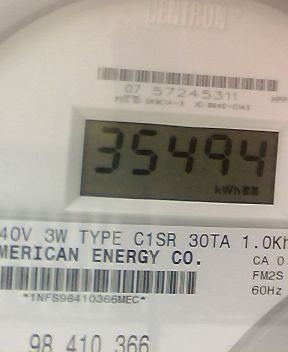 CENTRON®
07 57245311
35494
kWh
40V 3W TYPE C1SR 30TA 1.0Kh
MERICAN ENERGY CO.
CA 0
FM2S
60Hz
*1NFS98410366MEC*
98 410 366